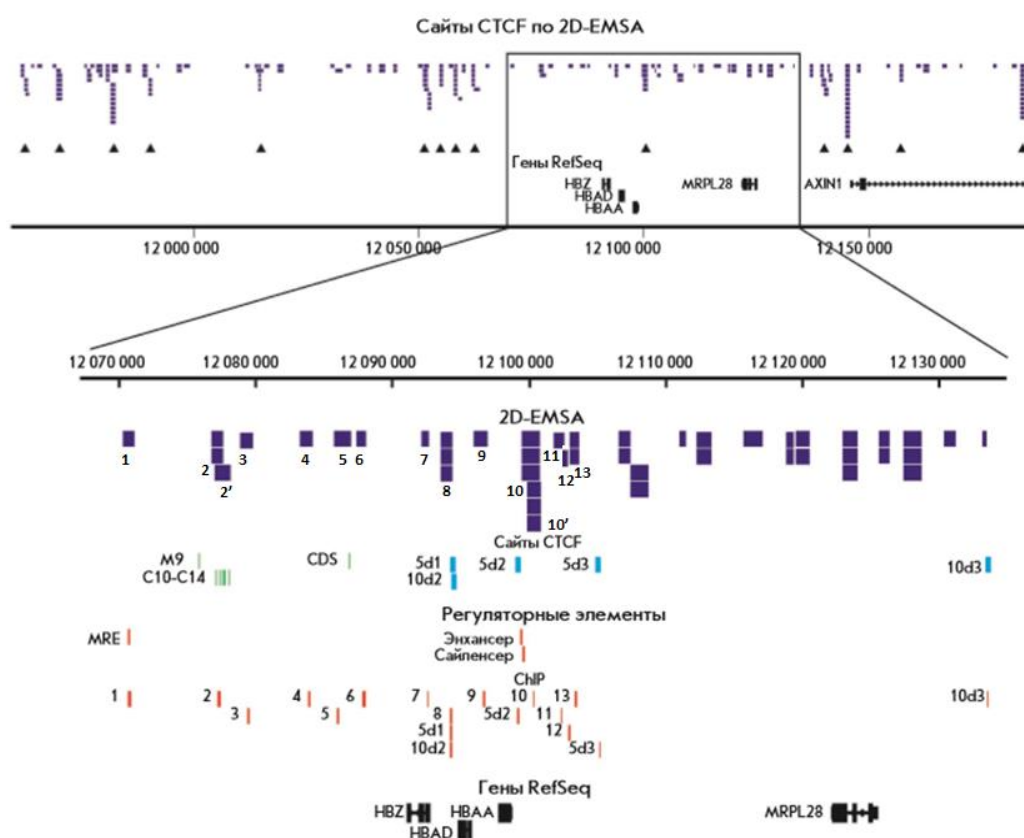 Сайты CTCF по 2D-EMSA
Гены RefSeq
HBZ
HBAD
HBAA
MRPL28
AXIN1
12 000 000 12 050 000 12 100 000 12 150 000
12 070 000 12 080 000 12 090 000 12 100 000 12 110 000 12 120 000 12 130 000
2D-EMSA
1 2 2’ 3 4 5 6 7 8 9 10 10’ 11 12 13
Сайты CTCF
M9 CDS 5d1 5d2 5d3 10d3
C10-C14 10d2
Регуляторные элементы
MRE Энхансер
Сайленсер
ChIP
1 2 4 6 7 9 10 13 10d3
3 5 8 5d2 11
5d1 12
10d2 5d3
Гены RefSeq
HBZ HBAA MRPL28
HBAD